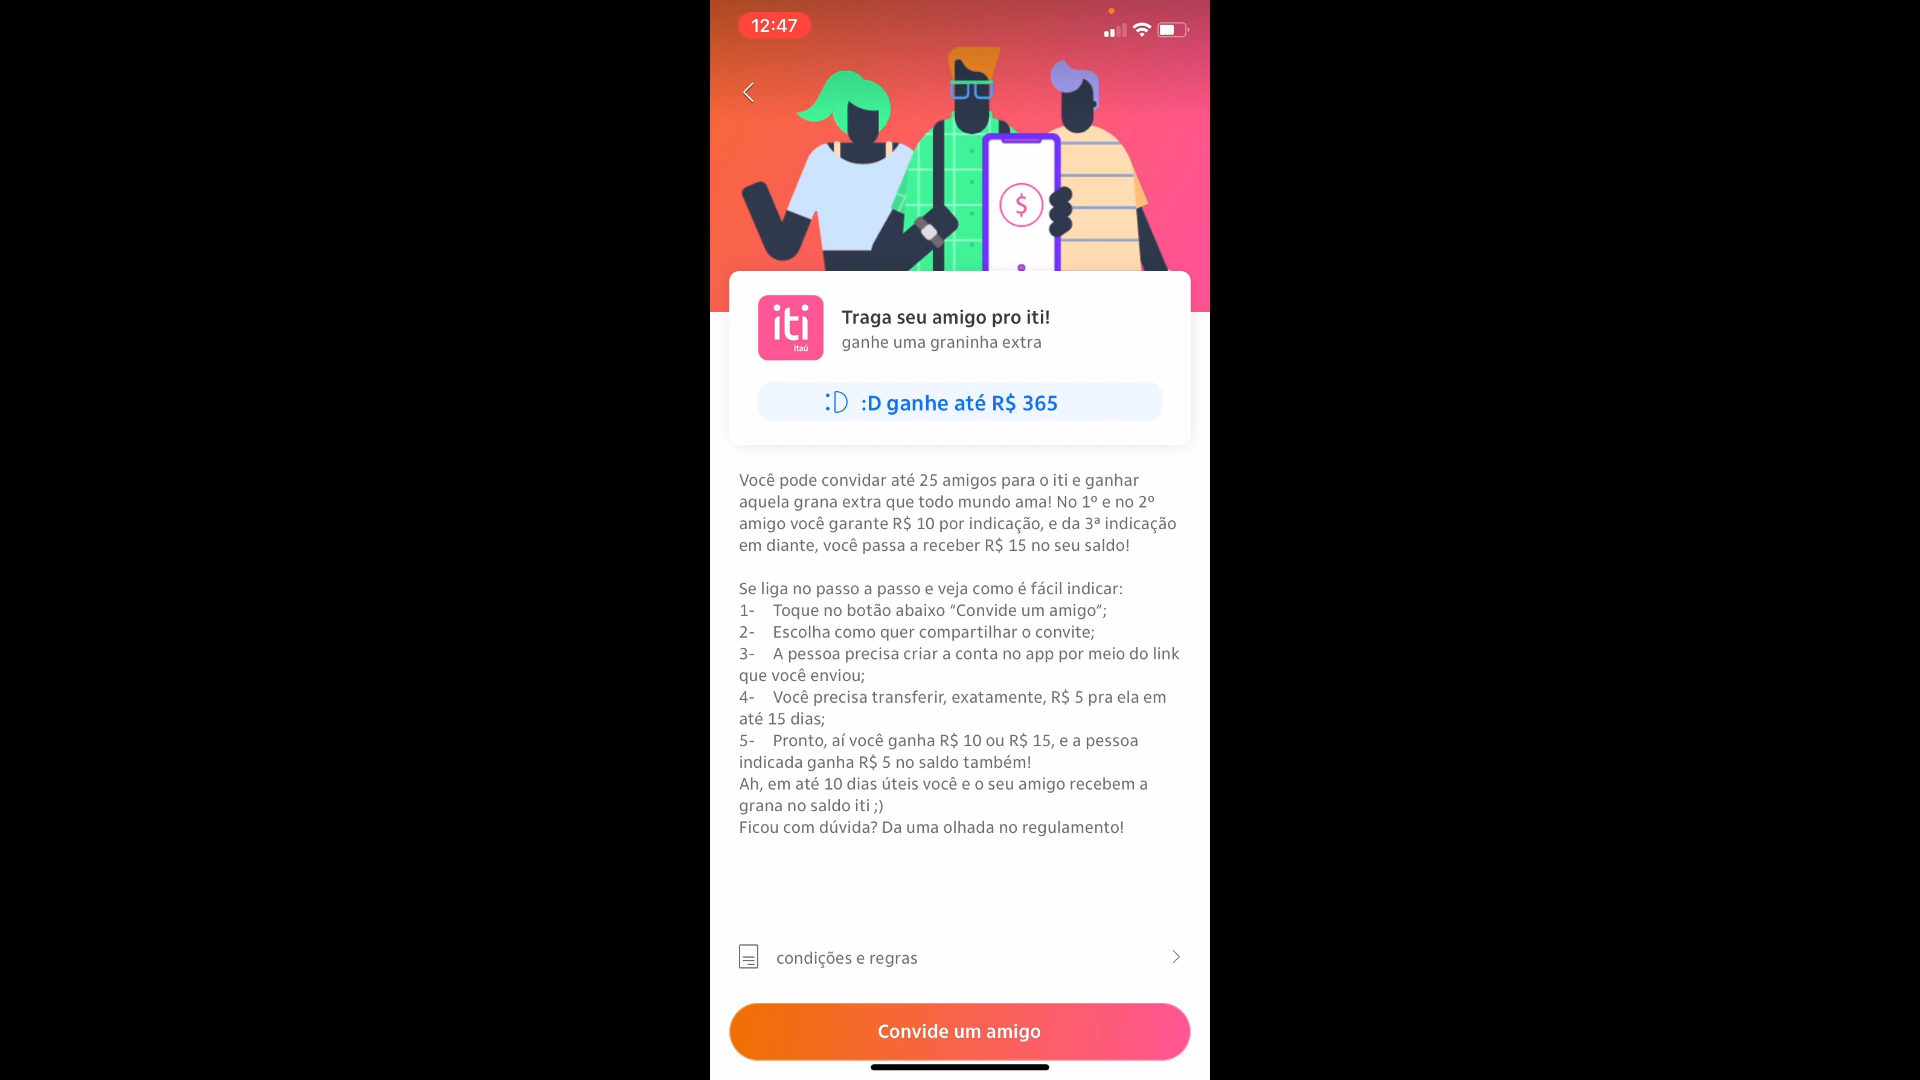 12:47
$
iti
Itaú
Traga seu amigo pro iti!
ganhe uma graninha extra
:D :D ganhe até R$ 365
Você pode convidar até 25 amigos para o iti e ganhar
aquela grana extra que todo mundo ama! No 1º e no 2º
amigo você garante R$ 10 por indicação, e da 3ª indicação
em diante, você passa a receber R$ 15 no seu saldo!
Se liga no passo a passo e veja como é fácil indicar:
1- Toque no botão abaixo “Convide um amigo”;
2- Escolha como quer compartilhar o convite;
3- A pessoa precisa criar a conta no app por meio do link
que você enviou;
4- Você precisa transferir, exatamente, R$ 5 pra ela em
até 15 dias;
5- Pronto, aí você ganha R$ 10 ou R$ 15, e a pessoa
indicada ganha R$ 5 no saldo também!
Ah, em até 10 dias úteis você e o seu amigo recebem a
grana no saldo iti ;)
Ficou com dúvida? Da uma olhada no regulamento!
condições e regras
Convide um amigo